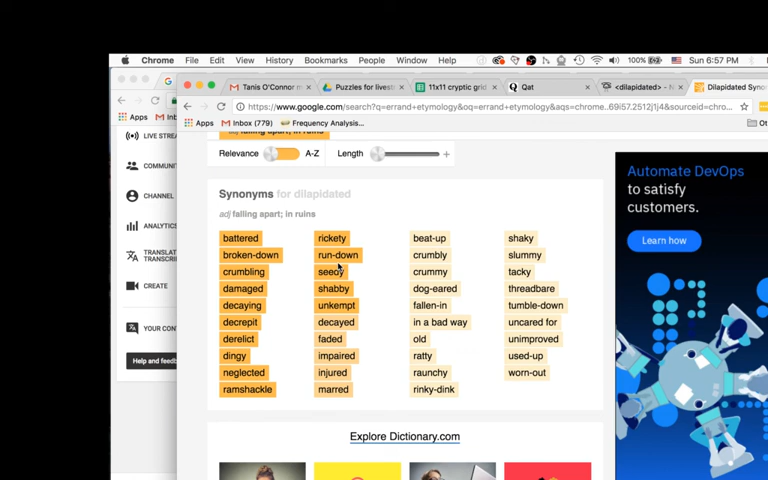 Chrome File Edit View History Bookmarks People Window Help 100% Sun 6:57 PM
Tanis O'Connor m Puzzles for livest 11x11 cryptic grid Qat <dilapidated> - N Dilapidated Syno
https://www.google.com/search?q=errand+etymology&oq=errand+etymology&aqs=chrome..69i57.2512j1j4&sourceid=chro...
Apps Inbox (779) Frequency Analysis...
Apps
adj falling apart; in ruins
LIVE STREA
COMMUNI
CHANNEL
ANALYTICS
TRANSLAT
TRANSCRI
CREATE
YOUR CON
Help and feedb
Relevance A-Z Length +
Synonyms for dilapidated
adj falling apart; in ruins
battered rickety beat-up shaky
broken-down run-down crumbly slummy
crumbling seedy crummy tacky
damaged shabby dog-eared threadbare
decaying unkempt fallen-in tumble-down
decrepit decayed in a bad way uncared for
derelict faded old unimproved
dingy impaired ratty used-up
neglected injured raunchy worn-out
ramshackle marred rinky-dink
Explore Dictionary.com
Automate DevOps
to satisfy
customers.
Learn how